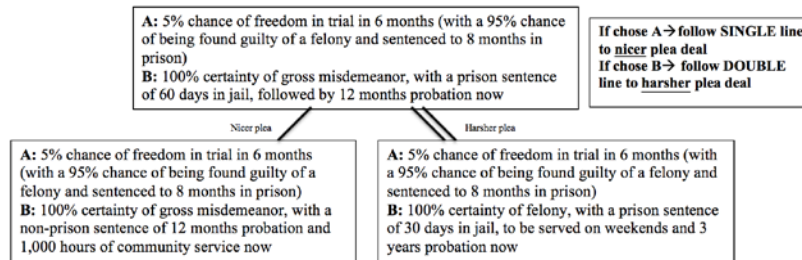 A: 5% chance of freedom in trial in 6 months (with a 95% chance
of being found guilty of a felony and sentenced to 8 months in
prison)
B: 100% certainty of gross misdemeanor, with a prison sentence
of 60 days in jail, followed by 12 months probation now
If chose A→follow SINGLE line
to nicer plea deal
If chose B→ follow DOUBLE
line to harsher plea deal
Nicer plea
Harsher plea
A: 5% chance of freedom in trial in 6 months
(with a 95% chance of being found guilty of a
felony and sentenced to 8 months in prison)
B: 100% certainty of gross misdemeanor, with a
non-prison sentence of 12 months probation and
1,000 hours of community service now
A: 5% chance of freedom in trial in 6 months (with
a 95% chance of being found guilty of a felony and
sentenced to 8 months in prison)
B: 100% certainty of felony, with a prison sentence
of 30 days in jail, to be served on weekends and 3
years probation now